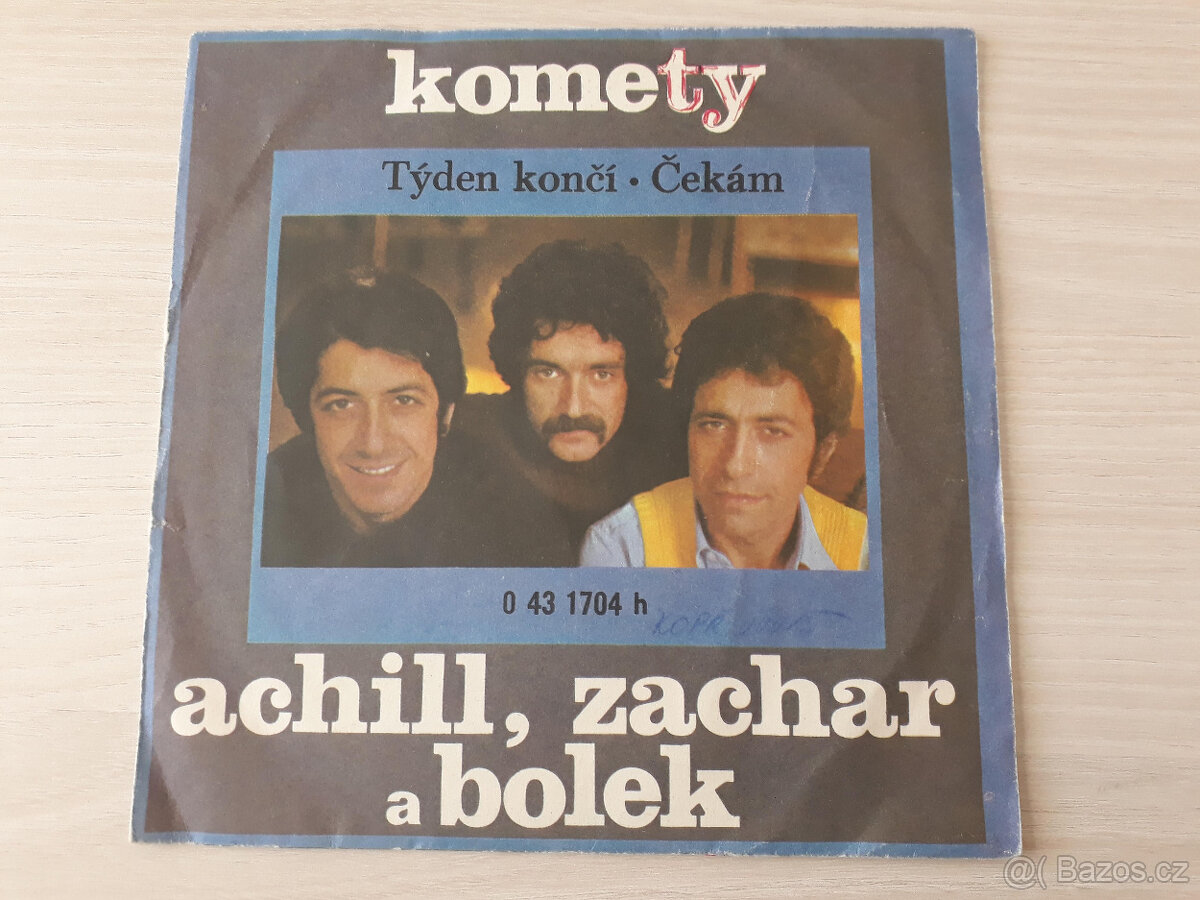 komety
Týden končí • Čekám
0 43 1704 h
achill, zachar
a bolek
@( Bazos.cz